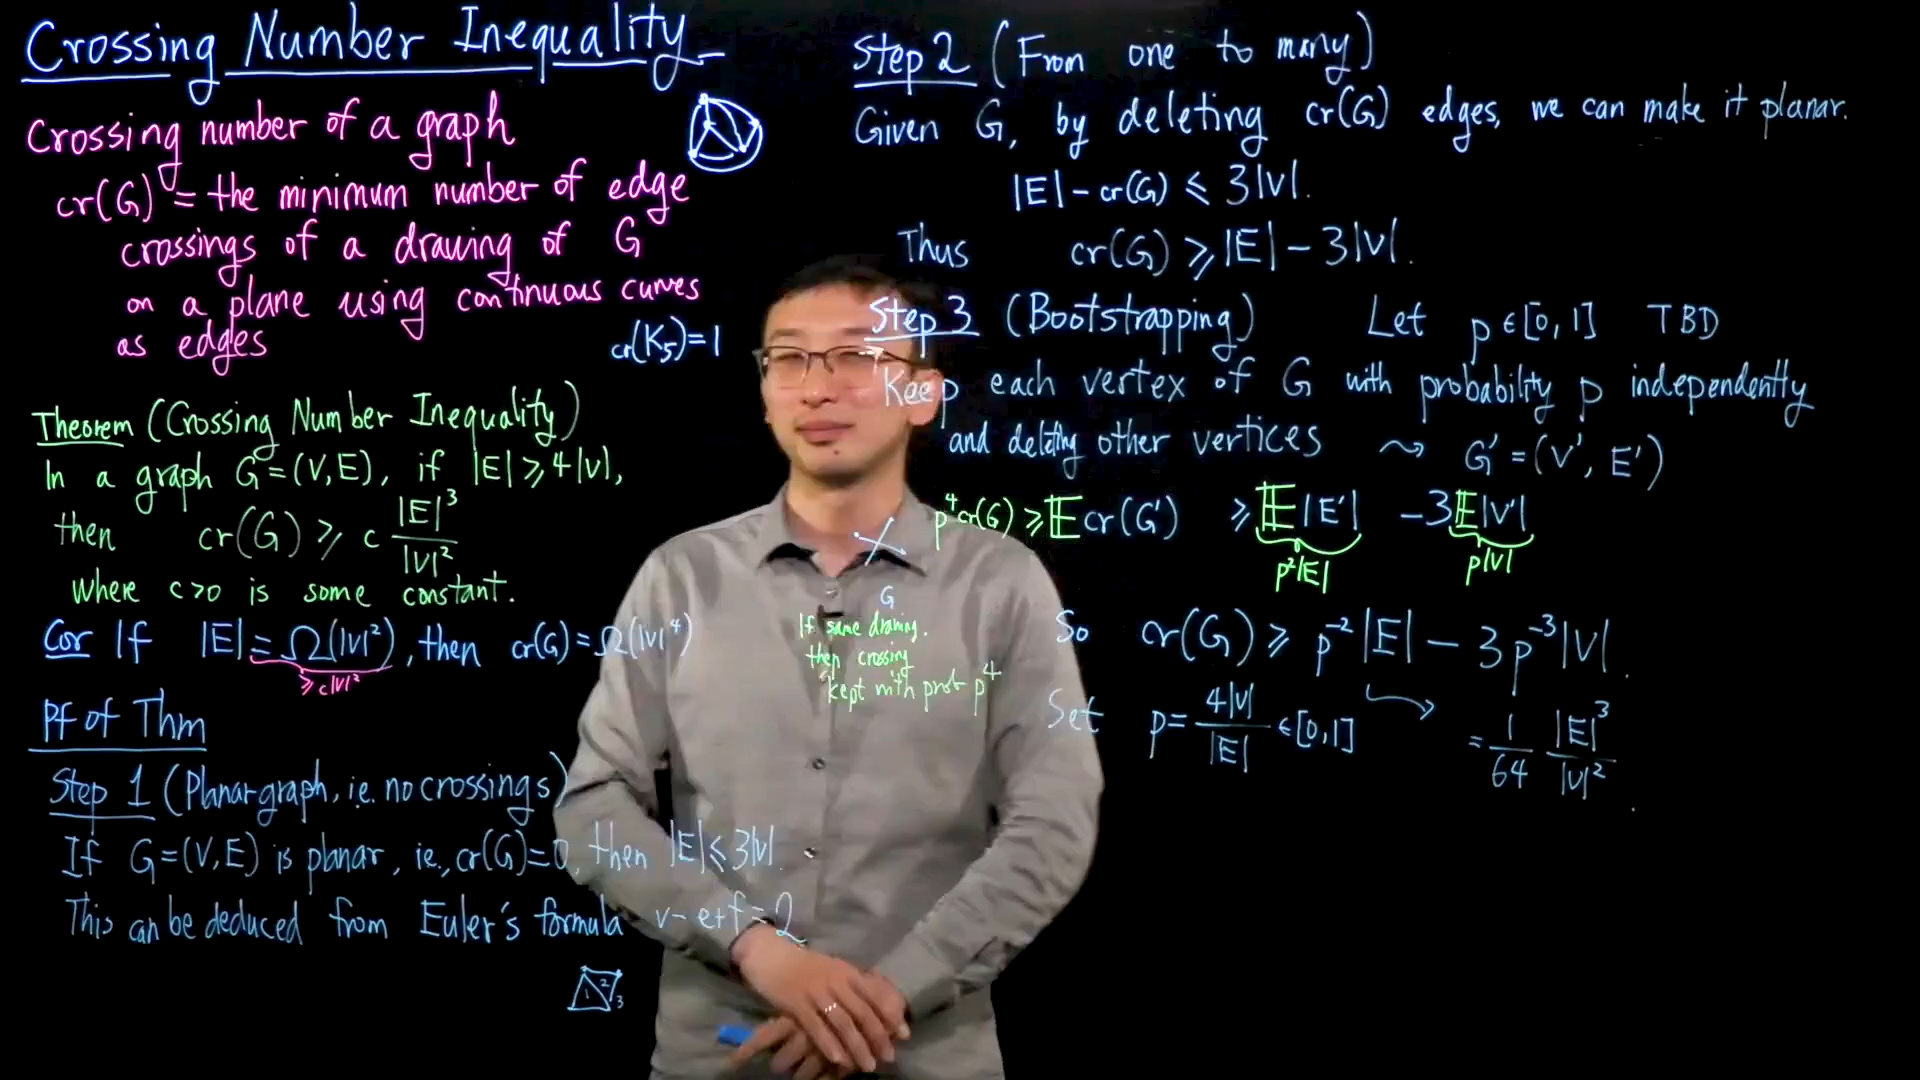 Crossing Number Inequality
Crossing number of a graph
cr(G) = the minimum number of edge
crossings of a drawing of G
on a plane using continuous curves
as edges
cr(K₅)=1
Theorem (Crossing Number Inequality)
In a graph G=(V,E), if |E| ⩾ 4|V|,
then cr(G) ⩾ c |E|³/|V|²
where c>0 is some constant.
Cor If |E| = Ω(|V|²), then cr(G)=Ω(|V|⁴)
⩾ c|V|²
Pf of Thm
Step 1 (Planar graph, i.e. no crossings)
If G=(V,E) is planar, ie., cr(G)=0, then |E| ⩽ 3|V|.
This can be deduced from Euler's formula v-e+f=2
1 2 3
Step 2 (From one to many)
Given G, by deleting cr(G) edges, we can make it planar.
|E| - cr(G) ⩽ 3|V|.
Thus cr(G) ⩾ |E| - 3|V|.
Step 3 (Bootstrapping) Let p∈[0,1] TBD
Keep each vertex of G with probability p independently
and deleting other vertices ⇝ G'=(V', E')
p⁴cr(G) ⩾ 𝔼cr(G') ⩾ 𝔼|E'| - 3𝔼|V'|
p²|E| p|V|
G
If same drawing.
then crossing
kept with prob p⁴
So cr(G) ⩾ p⁻²|E| - 3p⁻³|V|.
Set p = 4|V|/|E| ∈[0,1]
= 1/64 |E|³/|V|².